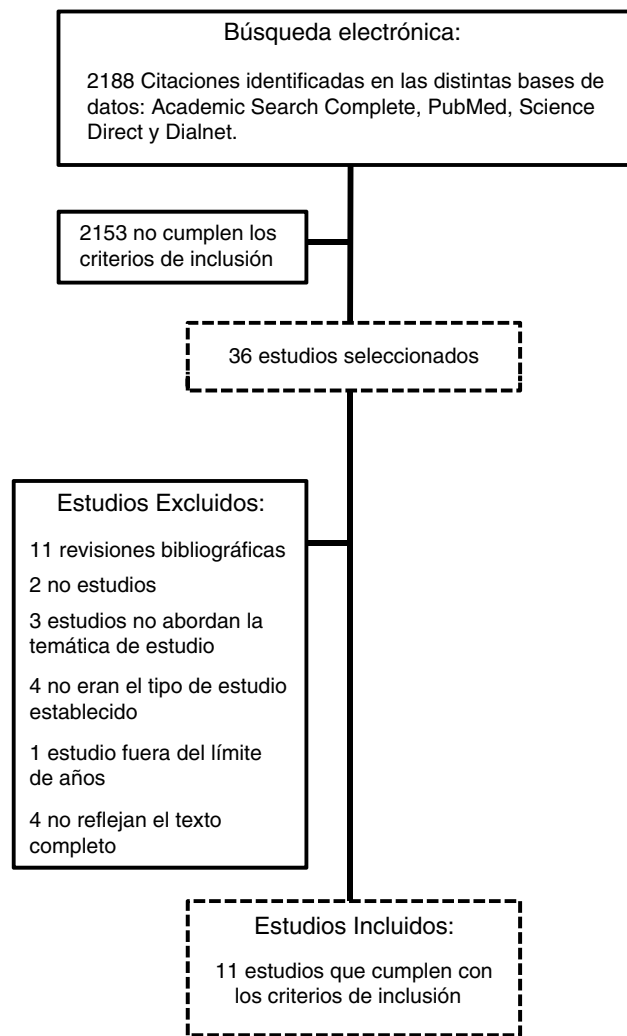 Búsqueda electrónica:
2188 Citaciones identificadas en las distintas bases de
datos: Academic Search Complete, PubMed, Science
Direct y Dialnet.
2153 no cumplen los
criterios de inclusión
36 estudios seleccionados
Estudios Excluidos:
11 revisiones bibliográficas
2 no estudios
3 estudios no abordan la
temática de estudio
4 no eran el tipo de estudio
establecido
1 estudio fuera del límite
de años
4 no reflejan el texto
completo
Estudios Incluidos:
11 estudios que cumplen con
los criterios de inclusión